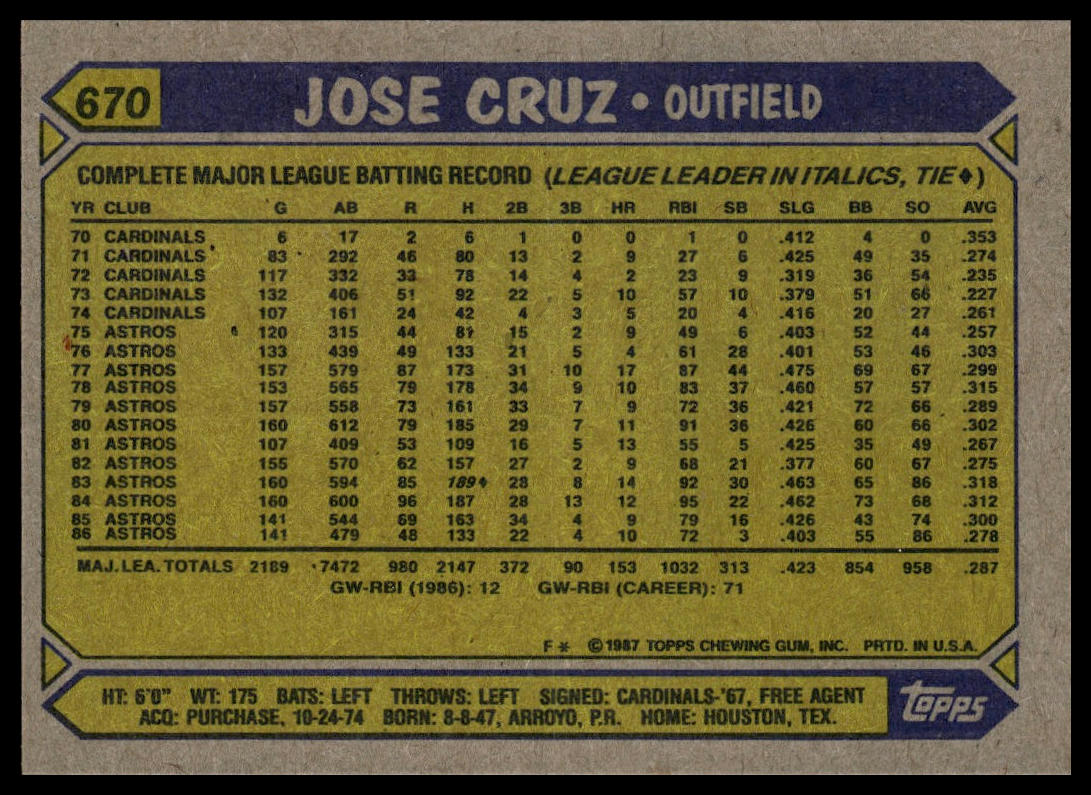 670 JOSE CRUZ • OUTFIELD
COMPLETE MAJOR LEAGUE BATTING RECORD (LEAGUE LEADER IN ITALICS, TIE♦)
YR CLUB G AB R H 2B 3B HR RBI SB SLG BB SO AVG
70 CARDINALS 6 17 2 6 1 0 0 1 0 .412 4 0 .353
71 CARDINALS 83 292 46 80 13 2 9 27 6 .425 49 35 .274
72 CARDINALS 117 332 33 78 14 4 2 23 9 .319 36 54 .235
73 CARDINALS 132 406 51 92 22 5 10 57 10 .379 51 66 .227
74 CARDINALS 107 161 24 42 4 3 5 20 4 .416 20 27 .261
75 ASTROS 120 315 44 81 15 2 9 49 6 .403 52 44 .257
76 ASTROS 133 439 49 133 21 5 4 61 28 .401 53 46 .303
77 ASTROS 157 579 87 173 31 10 17 87 44 .475 69 67 .299
78 ASTROS 153 565 79 178 34 9 10 83 37 .460 57 57 .315
79 ASTROS 157 558 73 161 33 7 9 72 36 .421 72 66 .289
80 ASTROS 160 612 79 185 29 7 11 91 36 .426 60 66 .302
81 ASTROS 107 409 53 109 16 5 13 55 5 .425 35 49 .267
82 ASTROS 155 570 62 157 27 2 9 68 21 .377 60 67 .275
83 ASTROS 160 594 85 189♦ 28 8 14 92 30 .463 65 86 .318
84 ASTROS 160 600 96 187 28 13 12 95 22 .462 73 68 .312
85 ASTROS 141 544 69 163 34 4 9 79 16 .426 43 74 .300
86 ASTROS 141 479 48 133 22 4 10 72 3 .403 55 86 .278
MAJ. LEA. TOTALS 2189 7472 980 2147 372 90 153 1032 313 .423 854 958 .287
GW-RBI (1986): 12 GW-RBI (CAREER): 71
F * ©1987 TOPPS CHEWING GUM, INC. PRTD. IN U.S.A.
HT: 6'0" WT: 175 BATS: LEFT THROWS: LEFT SIGNED: CARDINALS-'67, FREE AGENT
ACQ: PURCHASE, 10-24-74 BORN: 8-8-47, ARROYO, P.R. HOME: HOUSTON, TEX.
TOPPS